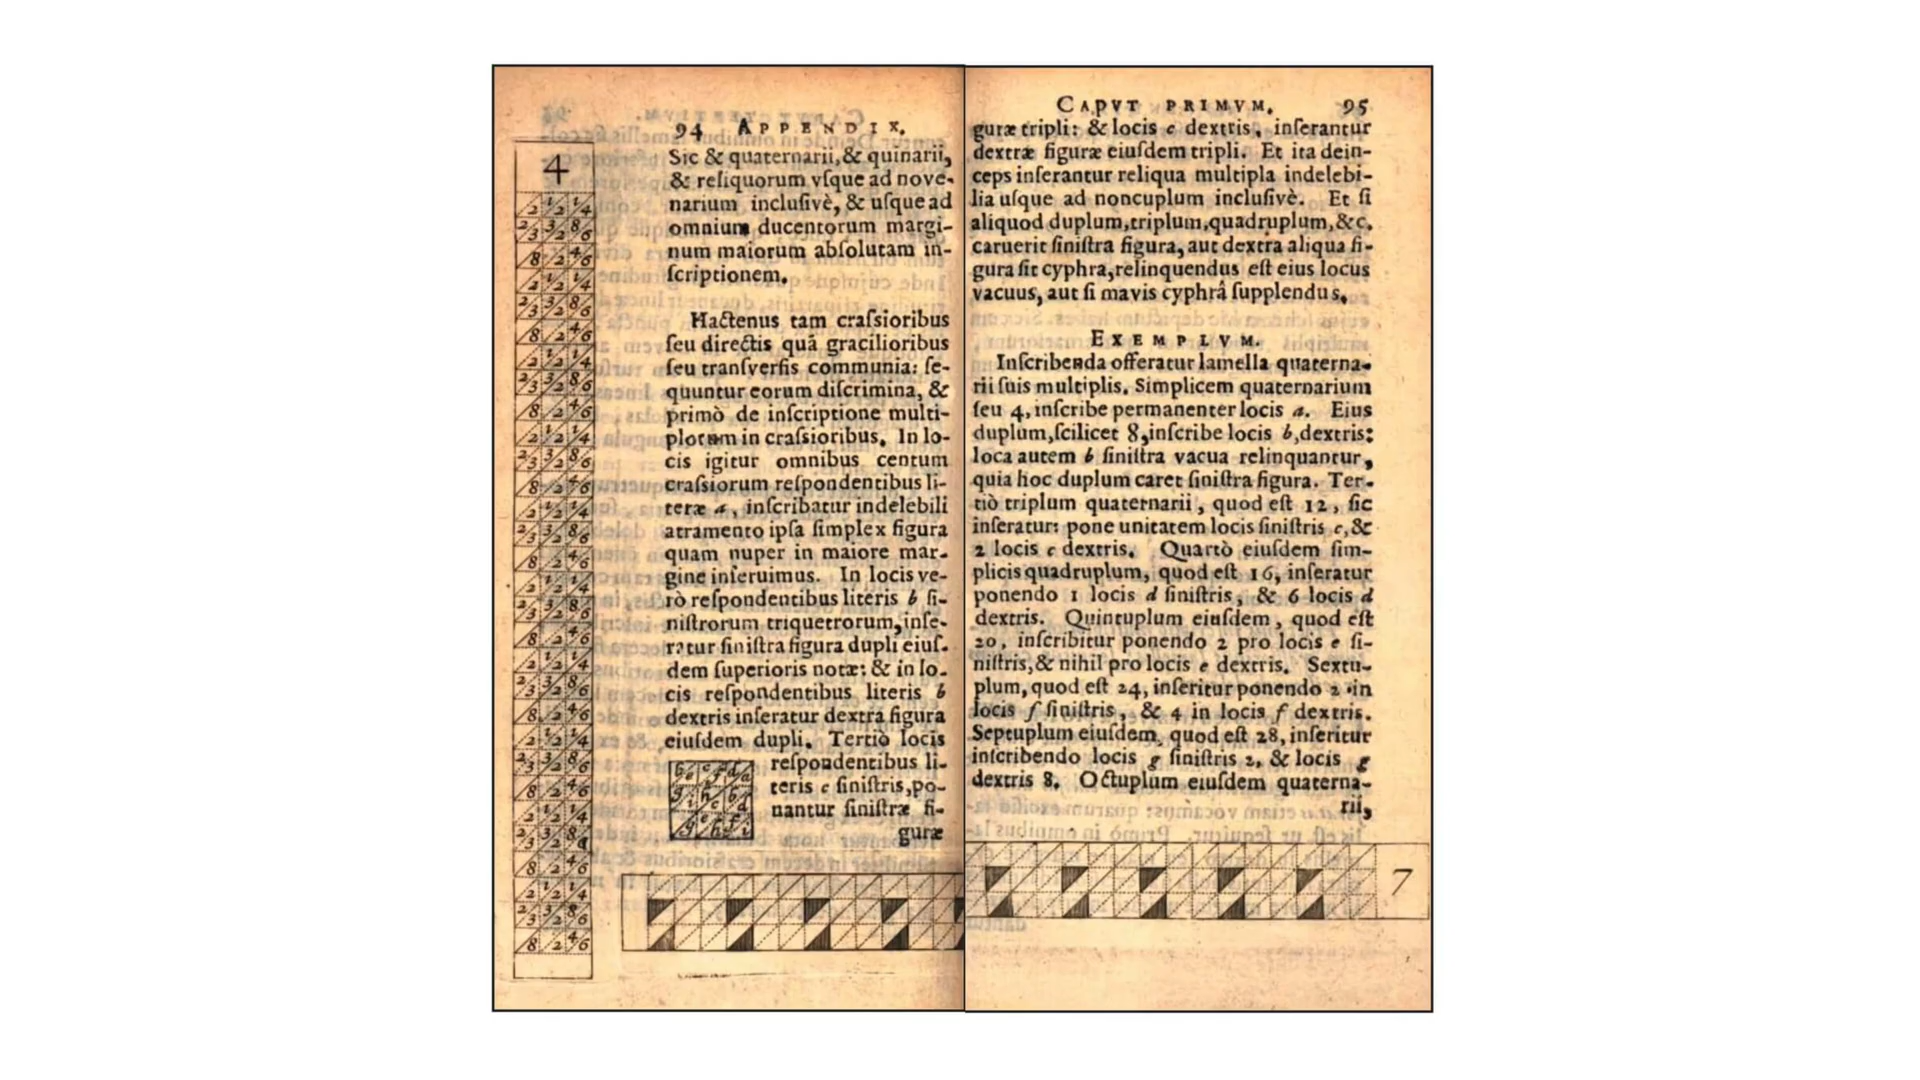 94 APPENDIX.
Sic & quaternarii, & quinarii,
& reliquorum vſque ad nove-
narium incluſivè, & uſque ad
omnium ducentorum margi-
num maiorum abſolutam in-
ſcriptionem.
Hactenus tam craſsioribus
ſeu directis quā gracilioribus
ſeu tranſverſis communia: ſe-
quuntur eorum diſcrimina, &
primò de inſcriptione multi-
plorum in craſsioribus. In lo-
cis igitur omnibus centum
craſsiorum reſpondentibus li-
teræ a, inſcribatur indelebili
atramento ipſa ſimplex figura
quam nuper in maiore mar-
gine inſeruimus. In locis ve-
rò reſpondentibus literis b ſi-
niſtrorum triquetrorum, inſe-
ratur ſiniſtra figura dupli eiuſ-
dem ſuperioris notæ: & in lo-
cis reſpondentibus literis b
dextris inſeratur dextra figura
eiuſdem dupli. Tertiò locis
reſpondentibus li-
teris c ſiniſtris, po-
nantur ſiniſtræ fi-
guræ
4
CAPVT PRIMVM. 95
guræ tripli: & locis c dextris, inſerantur
dextræ figuræ eiuſdem tripli. Et ita dein-
ceps inſerantur reliqua multipla indelebi-
lia uſque ad noncuplum incluſivè. Et ſi
aliquod duplum, triplum, quadruplum, &c.
caruerit ſiniſtra figura, aut dextra aliqua fi-
gura ſit cyphra, relinquendus eſt eius locus
vacuus, aut ſi mavis cyphrâ ſupplendus.
EXEMPLVM.
Inſcribenda offeratur lamella quaterna-
rii ſuis multiplis. Simplicem quaternarium
ſeu 4, inſcribe permanenter locis a. Eius
duplum, ſcilicet 8, inſcribe locis b, dextris:
loca autem b ſiniſtra vacua relinquantur,
quia hoc duplum caret ſiniſtra figura. Ter-
tiò triplum quaternarii, quod eſt 12, ſic
inſeratur: pone unitatem locis ſiniſtris c, &
2 locis c dextris. Quartò eiuſdem ſim-
plicis quadruplum, quod eſt 16, inſeratur
ponendo 1 locis d ſiniſtris, & 6 locis d
dextris. Quintuplum eiuſdem, quod eſt
20, inſcribitur ponendo 2 pro locis e ſi-
niſtris, & nihil pro locis e dextris. Sextu-
plum, quod eſt 24, inſeritur ponendo 2 in
locis f ſiniſtris, & 4 in locis f dextris.
Septuplum eiuſdem, quod eſt 28, inſeritur
inſcribendo locis g ſiniſtris 2, & locis g
dextris 8. Octuplum eiuſdem quaterna-
rii,
7